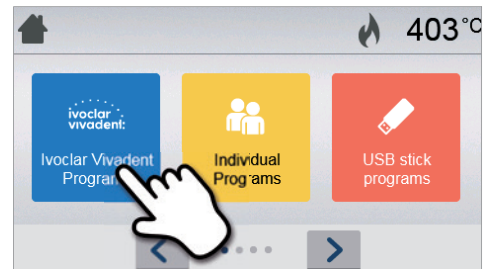 403°C
ivoclar
vivadent:
Ivoclar Vivadent
Program
Individual
Programs
USB stick
programs